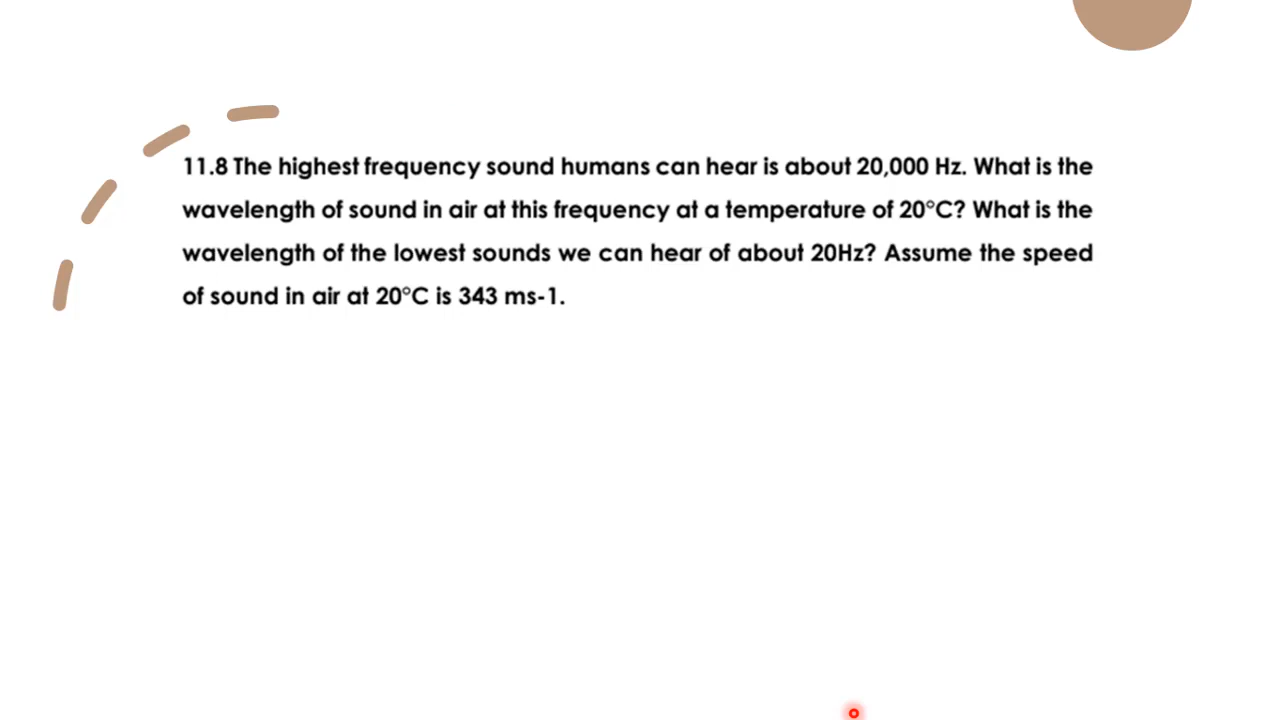 11.8 The highest frequency sound humans can hear is about 20,000 Hz. What is the
wavelength of sound in air at this frequency at a temperature of 20°C? What is the
wavelength of the lowest sounds we can hear of about 20Hz? Assume the speed
of sound in air at 20°C is 343 ms-1.